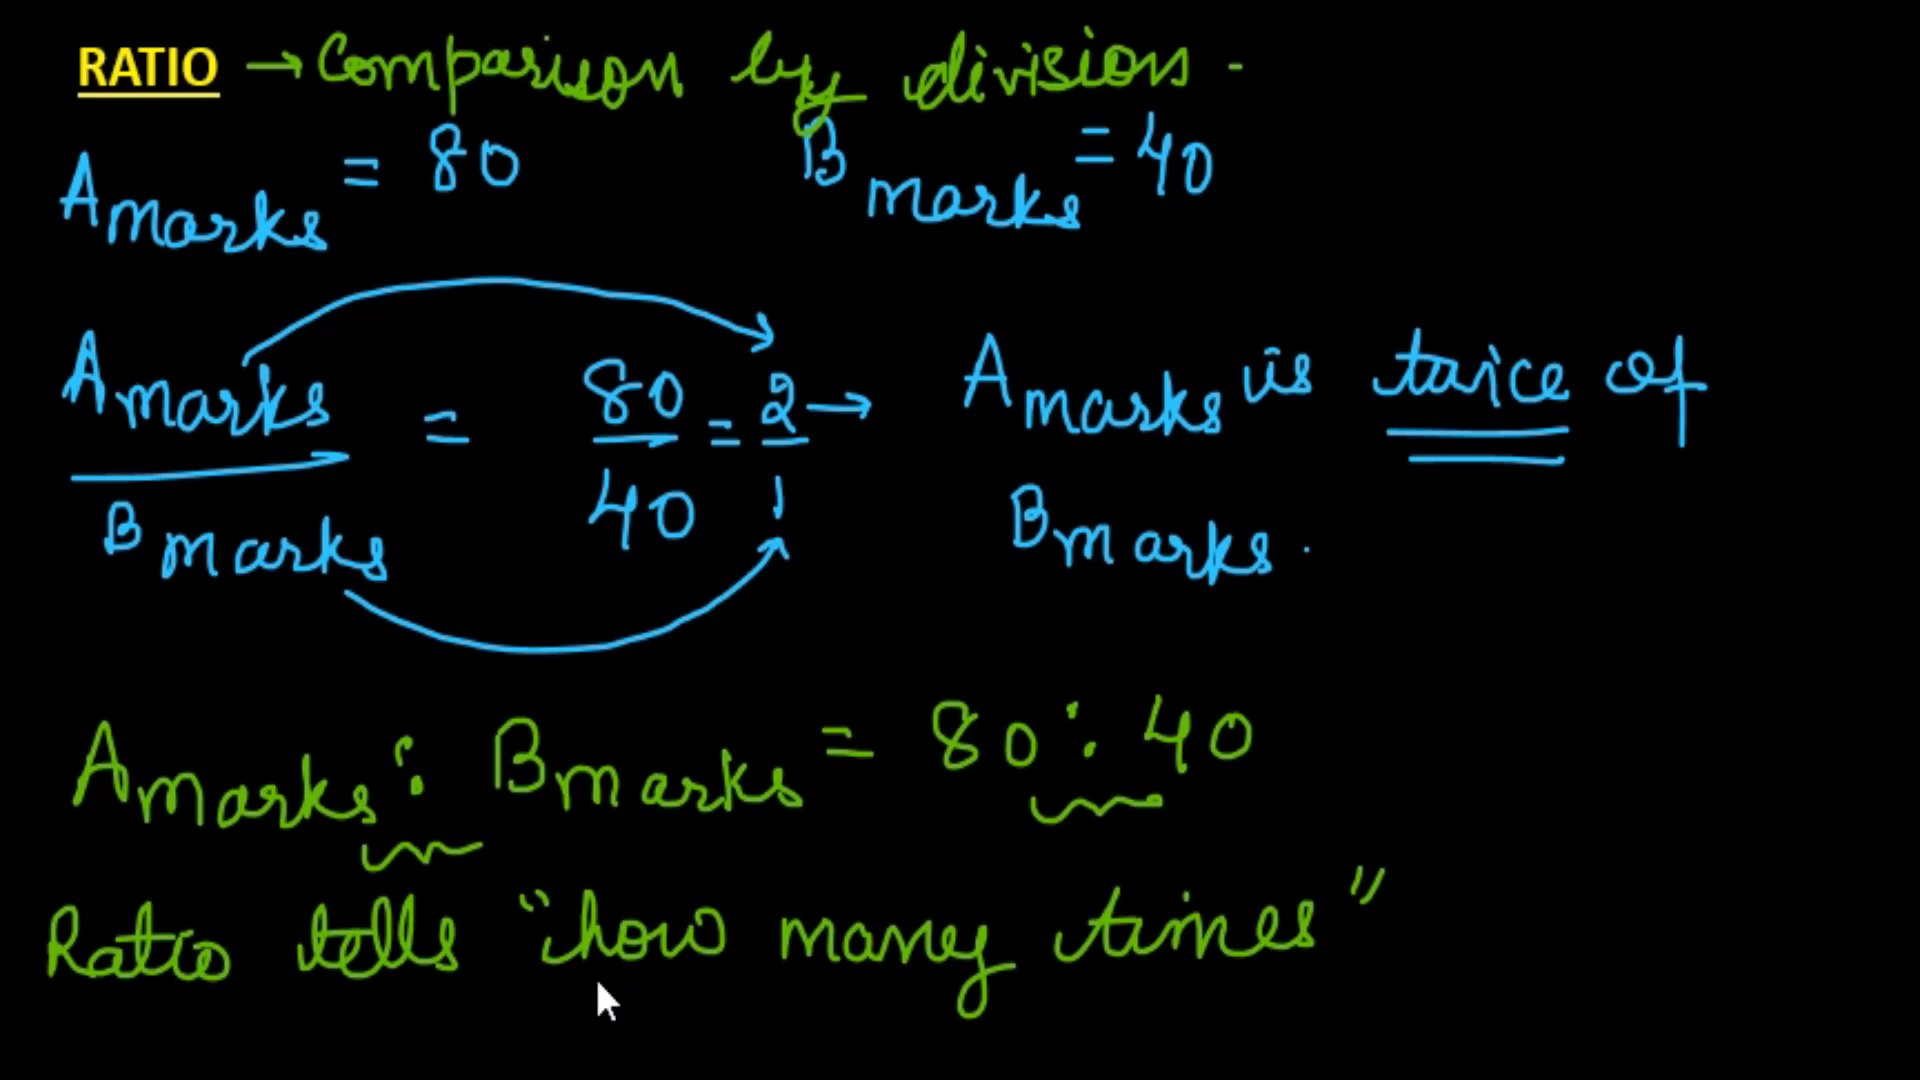 RATIO → Comparison by division -
A marks = 80 B marks = 40
A marks / B marks = 80/40 = 2/1 → A marks is twice of
B marks.
A marks : B marks = 80 : 40
Ratio tells "how many times"